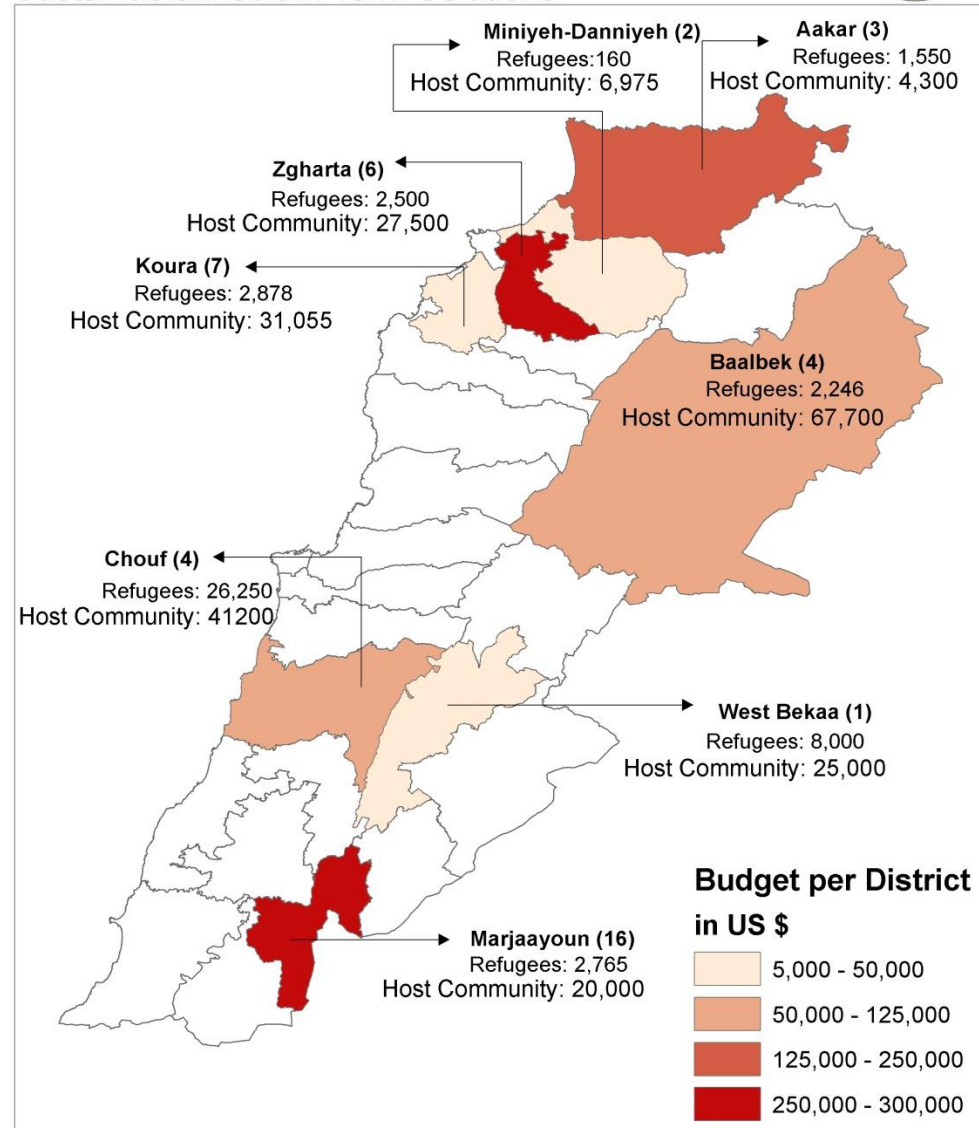 Miniyeh-Danniyeh (2)
Refugees:160
Host Community: 6,975
Aakar (3)
Refugees: 1,550
Host Community: 4,300
Zgharta (6)
Refugees: 2,500
Host Community: 27,500
Koura (7)
Refugees: 2,878
Host Community: 31,055
Baalbek (4)
Refugees: 2,246
Host Community: 67,700
Chouf (4)
Refugees: 26,250
Host Community: 41200
West Bekaa (1)
Refugees: 8,000
Host Community: 25,000
Marjaayoun (16)
Refugees: 2,765
Host Community: 20,000
Budget per District
in US $
5,000 - 50,000
50,000 - 125,000
125,000 - 250,000
250,000 - 300,000